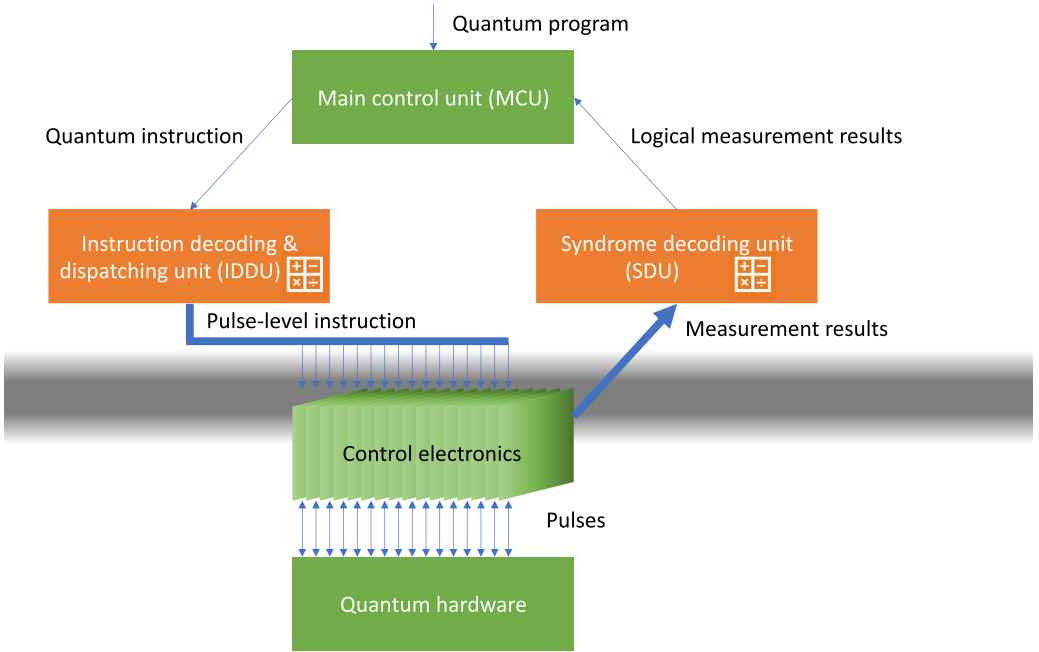 Quantum program
Main control unit (MCU)
Quantum instruction
Logical measurement results
Instruction decoding &
dispatching unit (IDDU)
+ −
× ÷
Syndrome decoding unit
(SDU)
+ −
× ÷
Pulse-level instruction
Measurement results
Control electronics
Pulses
Quantum hardware